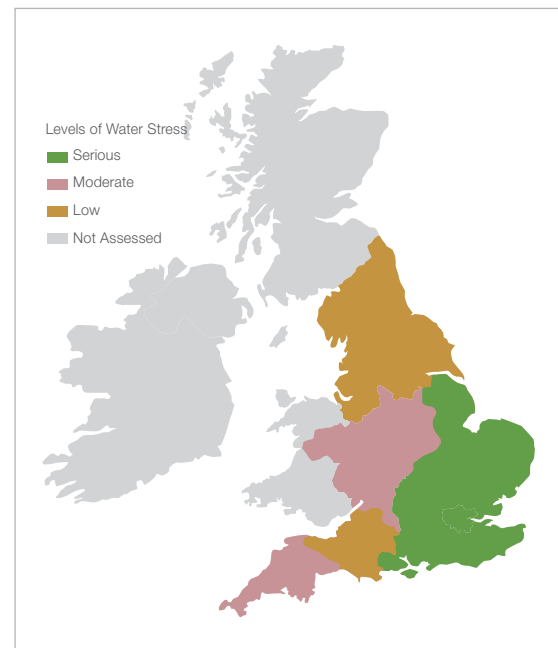 Levels of Water Stress
Serious
Moderate
Low
Not Assessed